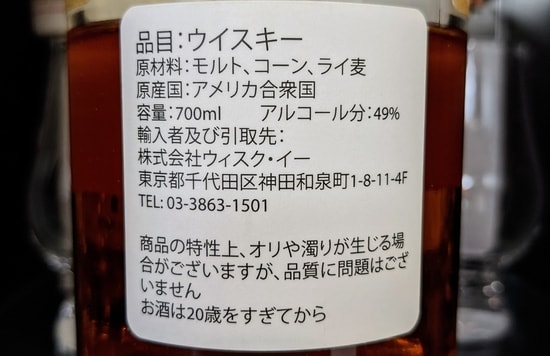 品目：ウイスキー
原材料：モルト、コーン、ライ麦
原産国：アメリカ合衆国
容量：700ml　　アルコール分：49%
輸入者及び引取先：
株式会社ウィスク・イー
東京都千代田区神田和泉町1-8-11-4F
TEL: 03-3863-1501
商品の特性上、オリや濁りが生じる場
合がございますが、品質に問題はござ
いません
お酒は20歳をすぎてから